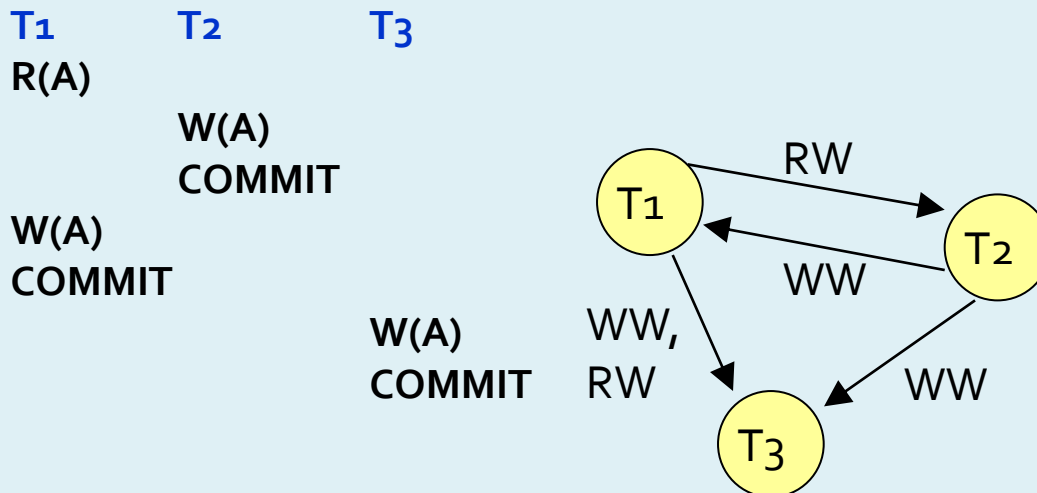 T1 T2 T3
R(A)
W(A)
COMMIT
W(A)
COMMIT
W(A)
COMMIT
RW
T1
T2
WW
WW,
RW
WW
T3